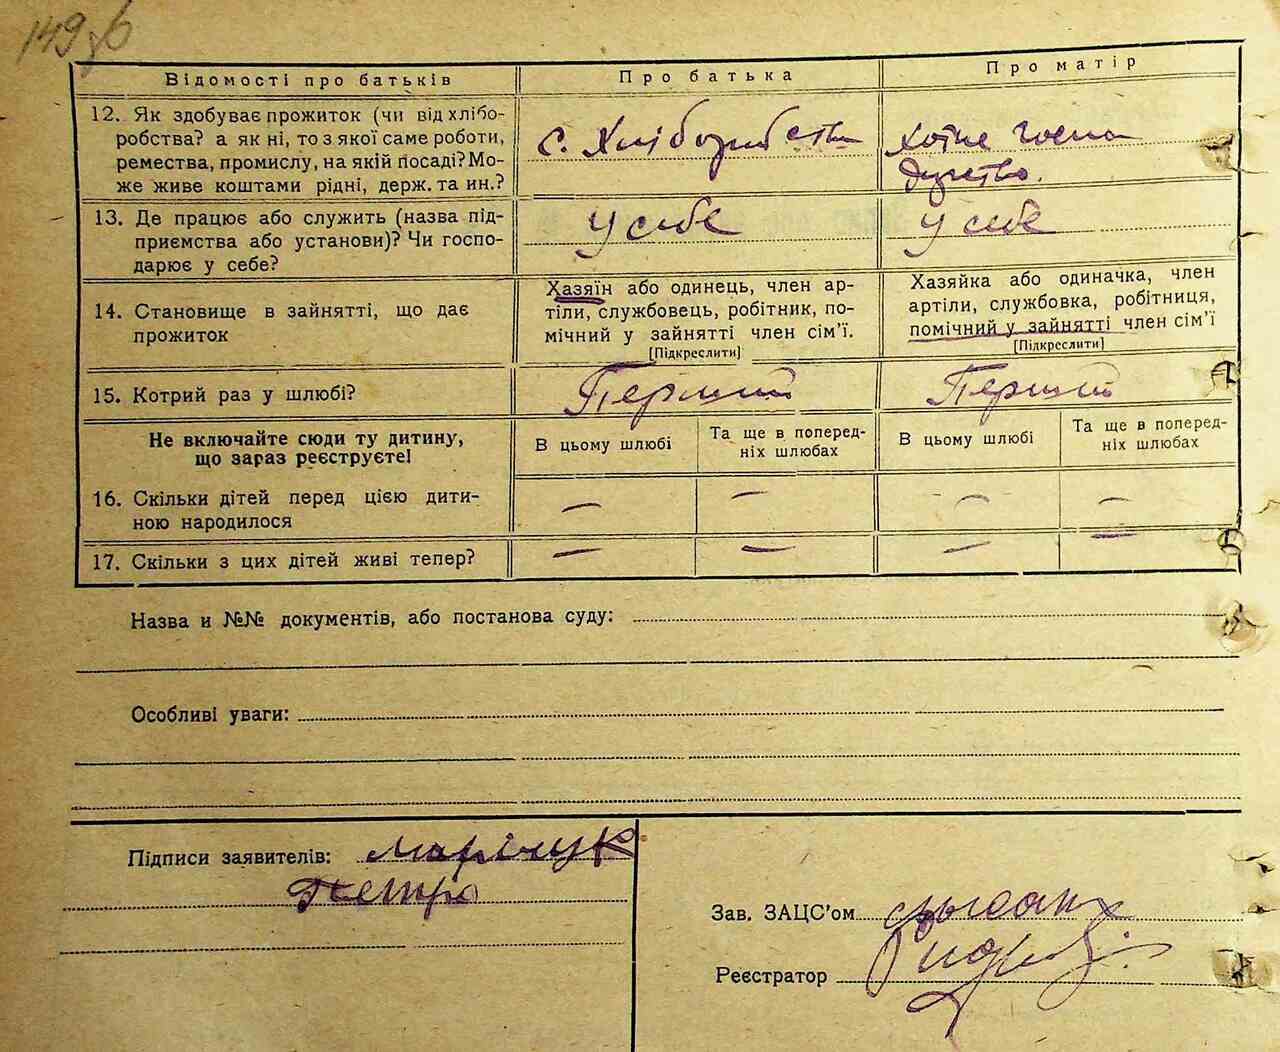 149 зв
Відомості про батьків
Про батька
Про матір
12. Як здобуває прожиток (чи від хлібо-
робства? а як ні, то з якої саме роботи,
ремества, промислу, на якій посаді? Мо-
же живе коштами рідні, держ. та ин.?
с. Хліборобства
Хатнє госпо
дарство.
13. Де працює або служить (назва під-
приємства або установи)? Чи госпо-
дарює у себе?
У себе
У себе
14. Становище в зайнятті, що дає
прожиток
Хазяїн або одинець, член ар-
тіли, службовець, робітник, по-
мічний у зайнятті член сім’ї.
[Підкреслити]
Хазяйка або одиначка, член
артіли, службовка, робітниця,
помічний у зайнятті член сім’ї
[Підкреслити]
15. Котрий раз у шлюбі?
Перший
Перший
Не включайте сюди ту дитину,
що зараз реєструєте!
В цьому шлюбі
Та ще в поперед-
ніх шлюбах
В цьому шлюбі
Та ще в поперед-
ніх шлюбах
16. Скільки дітей перед цією дити-
ною народилося
— — — —
17. Скільки з цих дітей живі тепер?
— — — —
Назва и №№ документів, або постанова суду:
Особливі уваги:
Підписи заявителів: Марічук
Петро
Зав. ЗАЦС’ом
Реєстратор